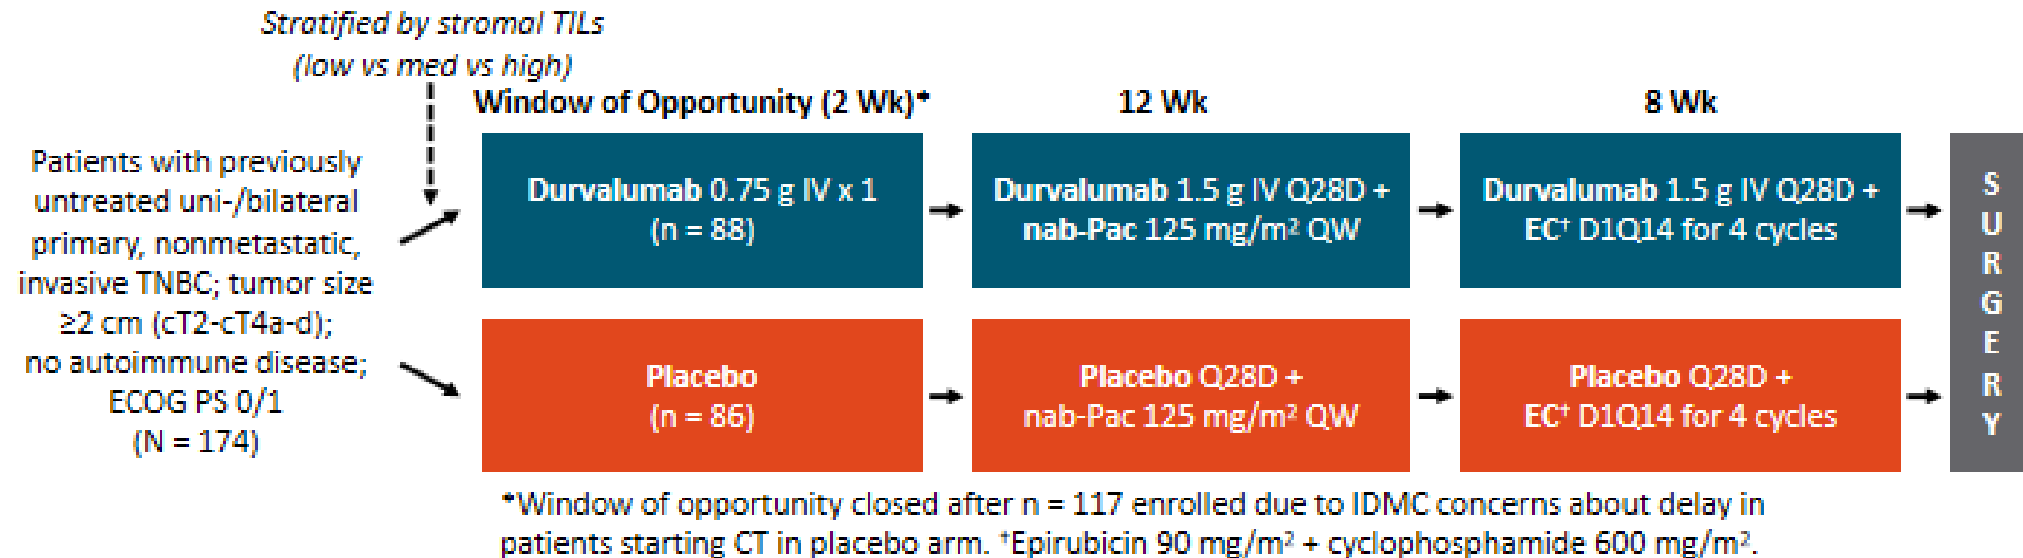 Stratified by stromal TILs
(low vs med vs high)
Window of Opportunity (2 Wk)*
12 Wk
8 Wk
Patients with previously
untreated uni-/bilateral
primary, nonmetastatic,
invasive TNBC; tumor size
≥2 cm (cT2-cT4a-d);
no autoimmune disease;
ECOG PS 0/1
(N = 174)
Durvalumab 0.75 g IV x 1
(n = 88)
Durvalumab 1.5 g IV Q28D +
nab-Pac 125 mg/m² QW
Durvalumab 1.5 g IV Q28D +
EC† D1Q14 for 4 cycles
Placebo
(n = 86)
Placebo Q28D +
nab-Pac 125 mg/m² QW
Placebo Q28D +
EC† D1Q14 for 4 cycles
SURGERY
*Window of opportunity closed after n = 117 enrolled due to IDMC concerns about delay in
patients starting CT in placebo arm. †Epirubicin 90 mg/m² + cyclophosphamide 600 mg/m².